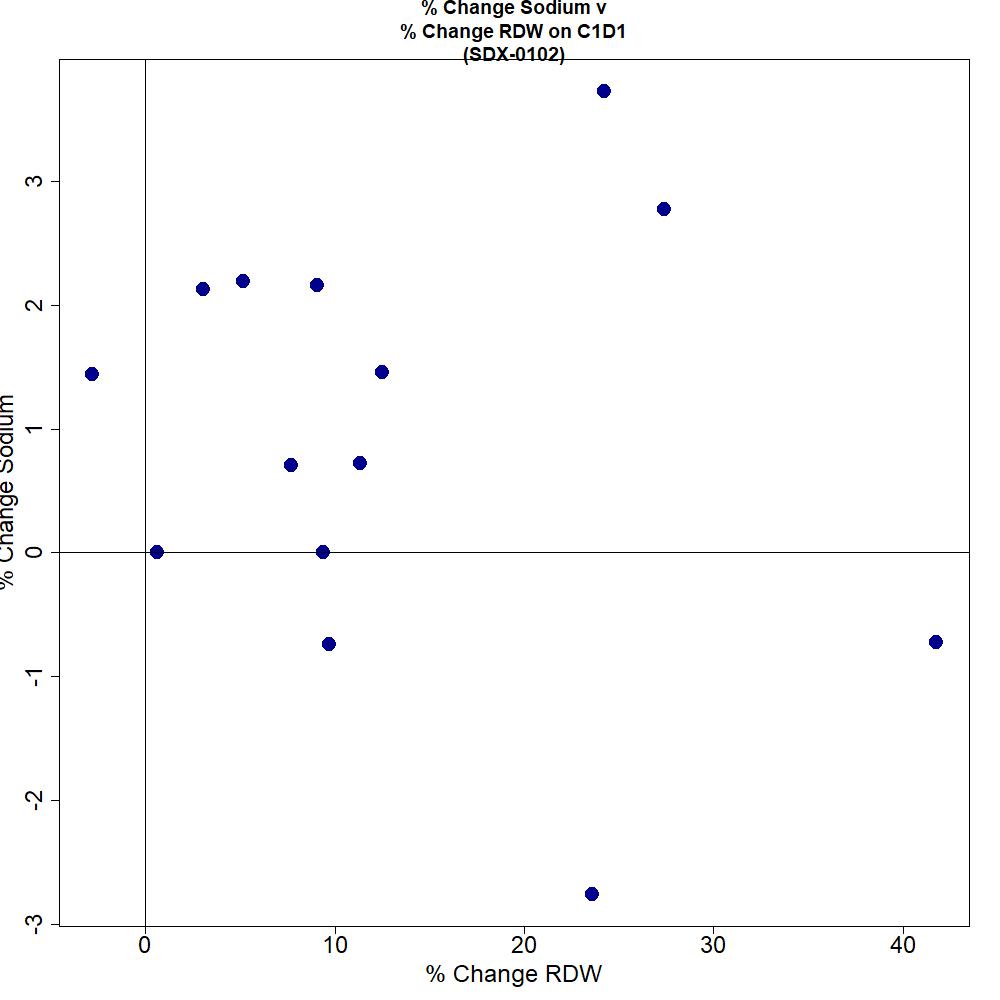 % Change Sodium v
% Change RDW on C1D1
(SDX-0102)
3
2
1
0
-1
-2
-3
% Change Sodium
0
10
20
30
40
% Change RDW